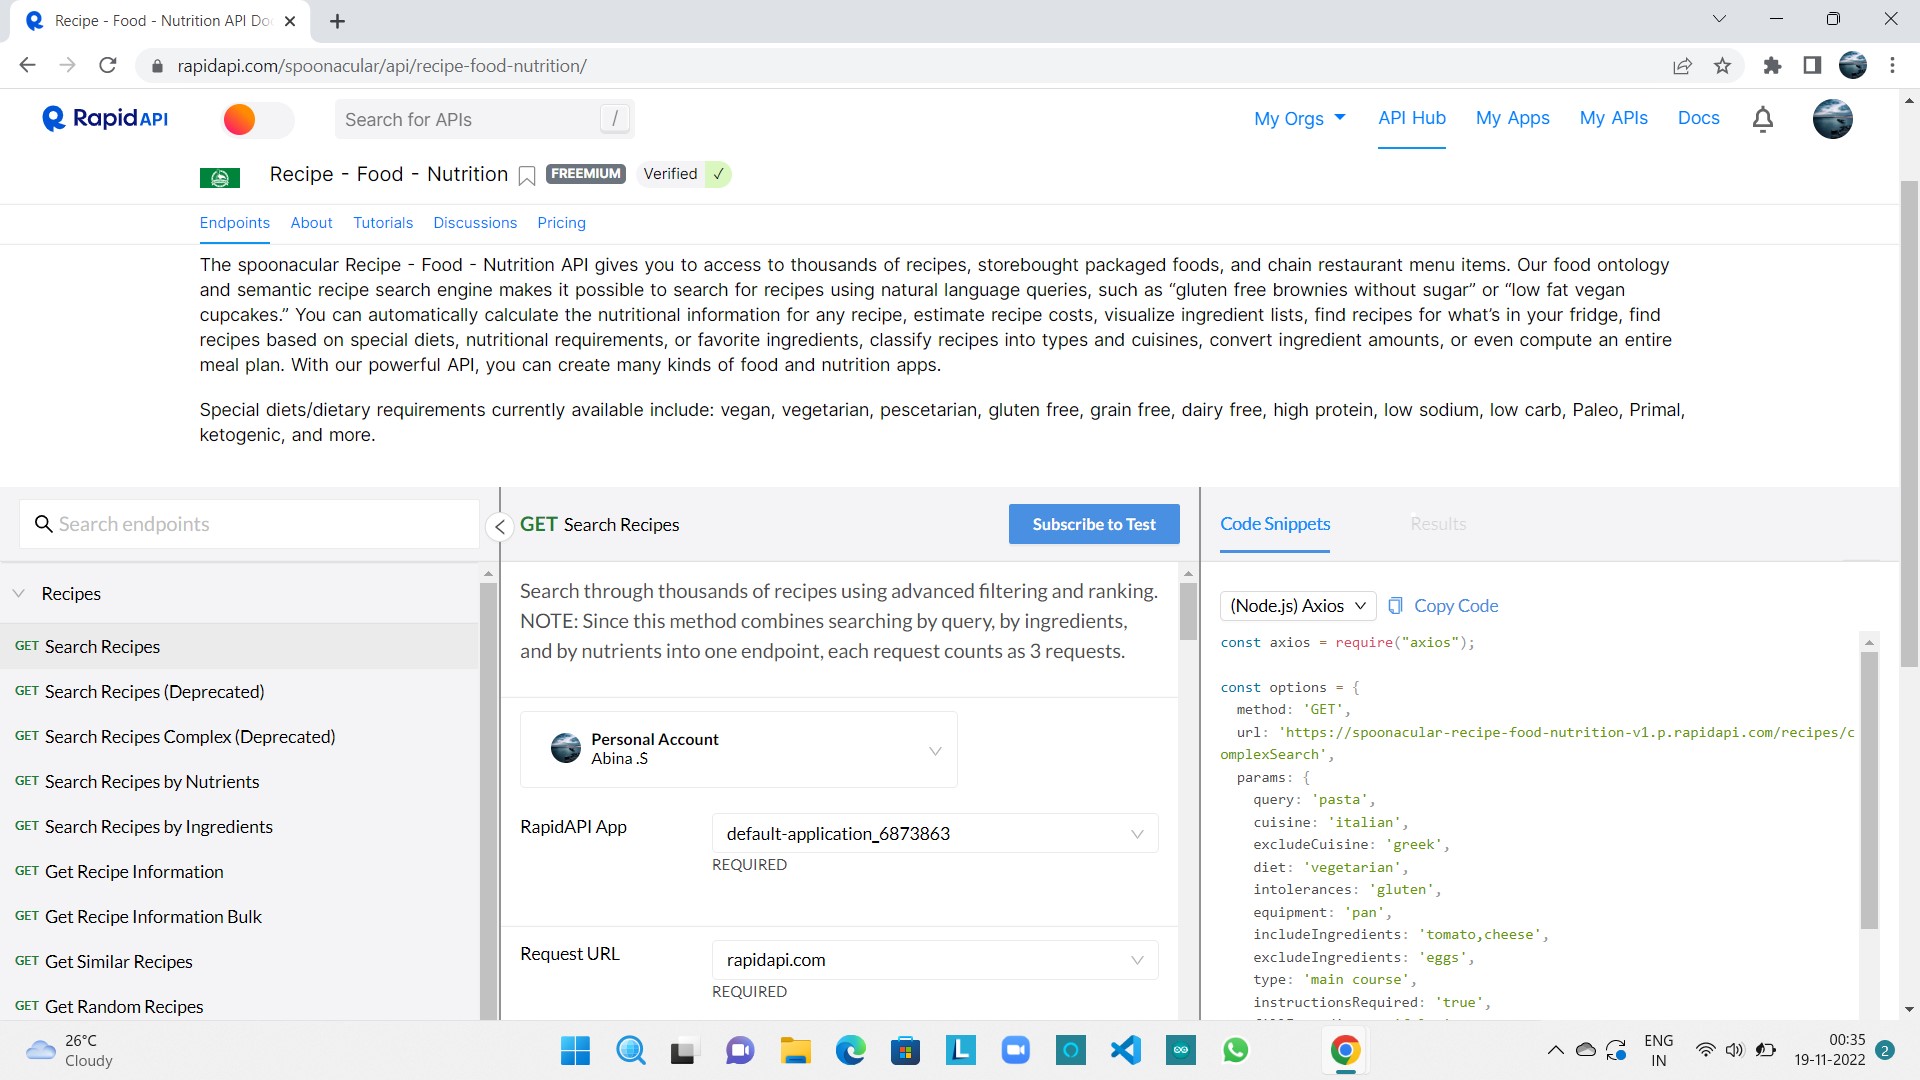 Recipe - Food - Nutrition API Doc
rapidapi.com/spoonacular/api/recipe-food-nutrition/
Rapid API
Search for APIs
/
My Orgs
API Hub
My Apps
My APIs
Docs
Recipe - Food - Nutrition
FREEMIUM
Verified ✓
Endpoints
About
Tutorials
Discussions
Pricing
The spoonacular Recipe - Food - Nutrition API gives you to access to thousands of recipes, storebought packaged foods, and chain restaurant menu items. Our food ontology
and semantic recipe search engine makes it possible to search for recipes using natural language queries, such as “gluten free brownies without sugar” or “low fat vegan
cupcakes.” You can automatically calculate the nutritional information for any recipe, estimate recipe costs, visualize ingredient lists, find recipes for what’s in your fridge, find
recipes based on special diets, nutritional requirements, or favorite ingredients, classify recipes into types and cuisines, convert ingredient amounts, or even compute an entire
meal plan. With our powerful API, you can create many kinds of food and nutrition apps.
Special diets/dietary requirements currently available include: vegan, vegetarian, pescetarian, gluten free, grain free, dairy free, high protein, low sodium, low carb, Paleo, Primal,
ketogenic, and more.
Search endpoints
Recipes
GET Search Recipes
GET Search Recipes (Deprecated)
GET Search Recipes Complex (Deprecated)
GET Search Recipes by Nutrients
GET Search Recipes by Ingredients
GET Get Recipe Information
GET Get Recipe Information Bulk
GET Get Similar Recipes
GET Get Random Recipes
GET Search Recipes
Subscribe to Test
Search through thousands of recipes using advanced filtering and ranking.
NOTE: Since this method combines searching by query, by ingredients,
and by nutrients into one endpoint, each request counts as 3 requests.
Personal Account
Abina .S
RapidAPI App
default-application_6873863
REQUIRED
Request URL
rapidapi.com
REQUIRED
Code Snippets
Results
(Node.js) Axios
Copy Code
const axios = require("axios");
const options = {
method: 'GET',
url: 'https://spoonacular-recipe-food-nutrition-v1.p.rapidapi.com/recipes/c
omplexSearch',
params: {
query: 'pasta',
cuisine: 'italian',
excludeCuisine: 'greek',
diet: 'vegetarian',
intolerances: 'gluten',
equipment: 'pan',
includeIngredients: 'tomato,cheese',
excludeIngredients: 'eggs',
type: 'main course',
instructionsRequired: 'true',
26°C
Cloudy
ENG
IN
00:35
19-11-2022
2